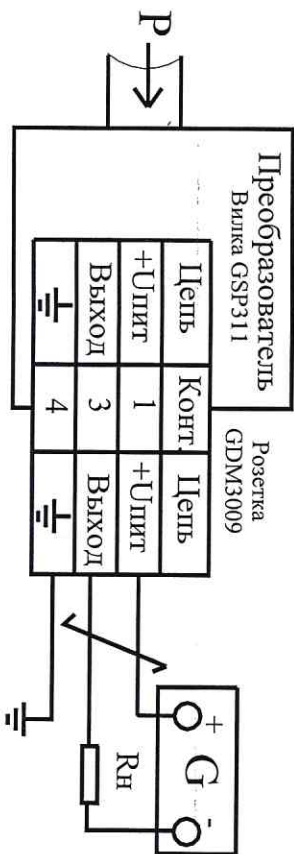 P
Преобразователь
Вилка GSP311
Розетка
GDM3009
Цепь Конт. Цепь
+Uпит 1 +Uпит
Выход 3 Выход
4
+ G -
Rн